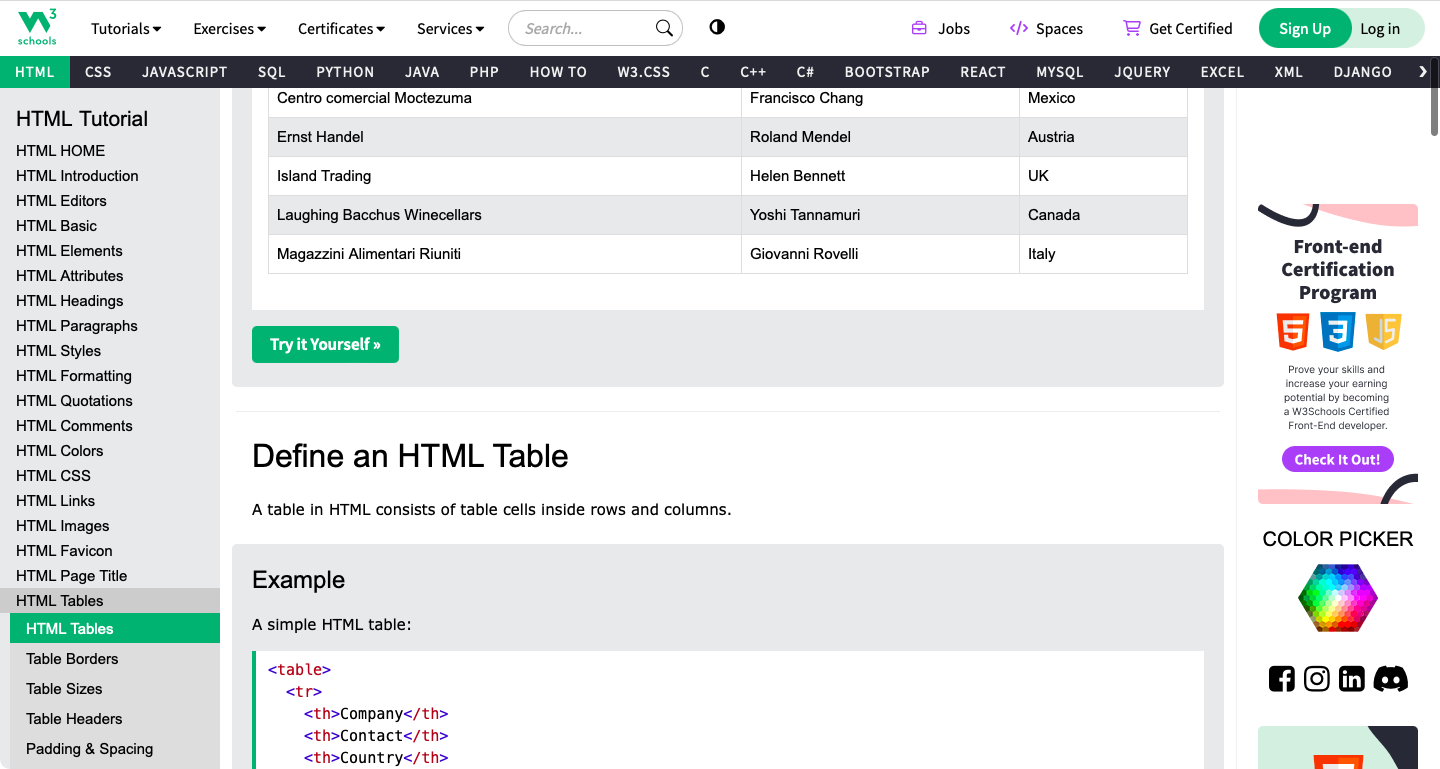 W3
schools
Tutorials
Exercises
Certificates
Services
Search...
Jobs
Spaces
Get Certified
Sign Up
Log in
HTML CSS JAVASCRIPT SQL PYTHON JAVA PHP HOW TO W3.CSS C C++ C# BOOTSTRAP REACT MYSQL JQUERY EXCEL XML DJANGO
HTML Tutorial
HTML HOME
HTML Introduction
HTML Editors
HTML Basic
HTML Elements
HTML Attributes
HTML Headings
HTML Paragraphs
HTML Styles
HTML Formatting
HTML Quotations
HTML Comments
HTML Colors
HTML CSS
HTML Links
HTML Images
HTML Favicon
HTML Page Title
HTML Tables
HTML Tables
Table Borders
Table Sizes
Table Headers
Padding & Spacing
Centro comercial Moctezuma Francisco Chang Mexico
Ernst Handel Roland Mendel Austria
Island Trading Helen Bennett UK
Laughing Bacchus Winecellars Yoshi Tannamuri Canada
Magazzini Alimentari Riuniti Giovanni Rovelli Italy
Try it Yourself »
Define an HTML Table
A table in HTML consists of table cells inside rows and columns.
Example
A simple HTML table:
<table>
<tr>
<th>Company</th>
<th>Contact</th>
<th>Country</th>
Front-end
Certification
Program
5 3 JS
Prove your skills and
increase your earning
potential by becoming
a W3Schools Certified
Front-End developer.
Check It Out!
COLOR PICKER